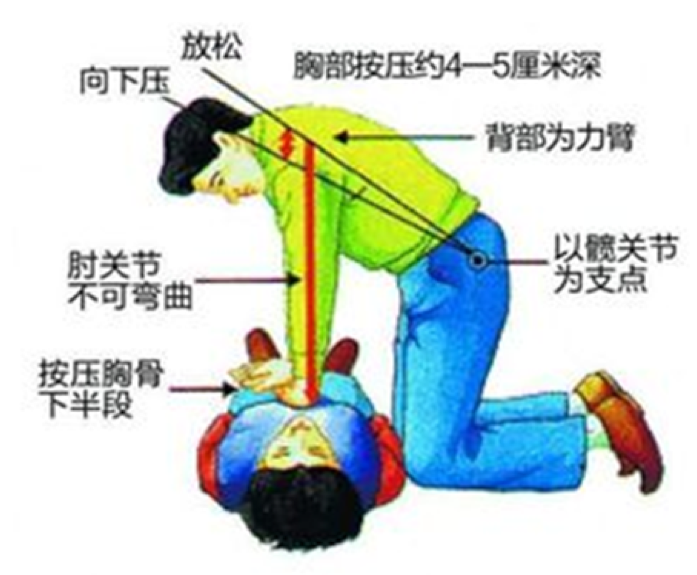 放松
胸部按压约4—5厘米深
向下压
背部为力臂
以髋关节
为支点
肘关节
不可弯曲
按压胸骨
下半段